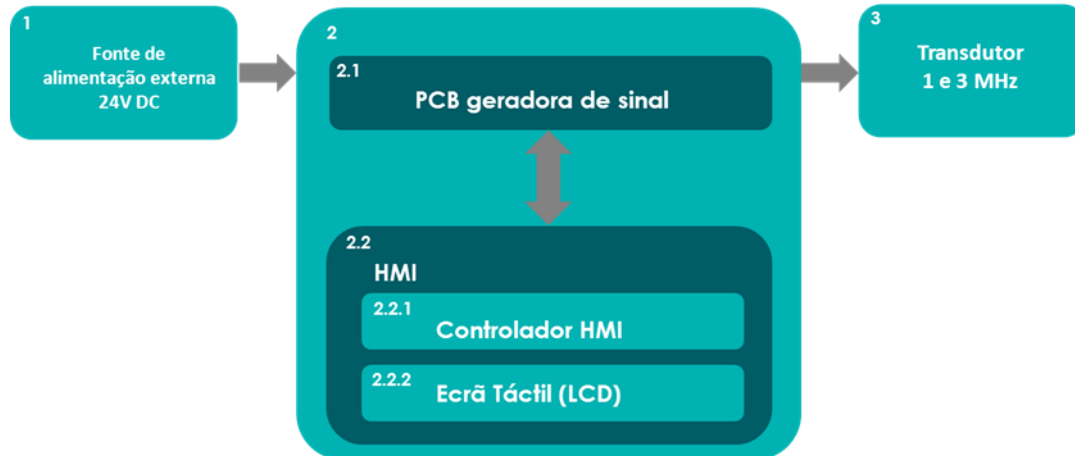 1
Fonte de
alimentação externa
24V DC
2
2.1
PCB geradora de sinal
2.2
HMI
2.2.1
Controlador HMI
2.2.2
Ecrã Táctil (LCD)
3
Transdutor
1 e 3 MHz